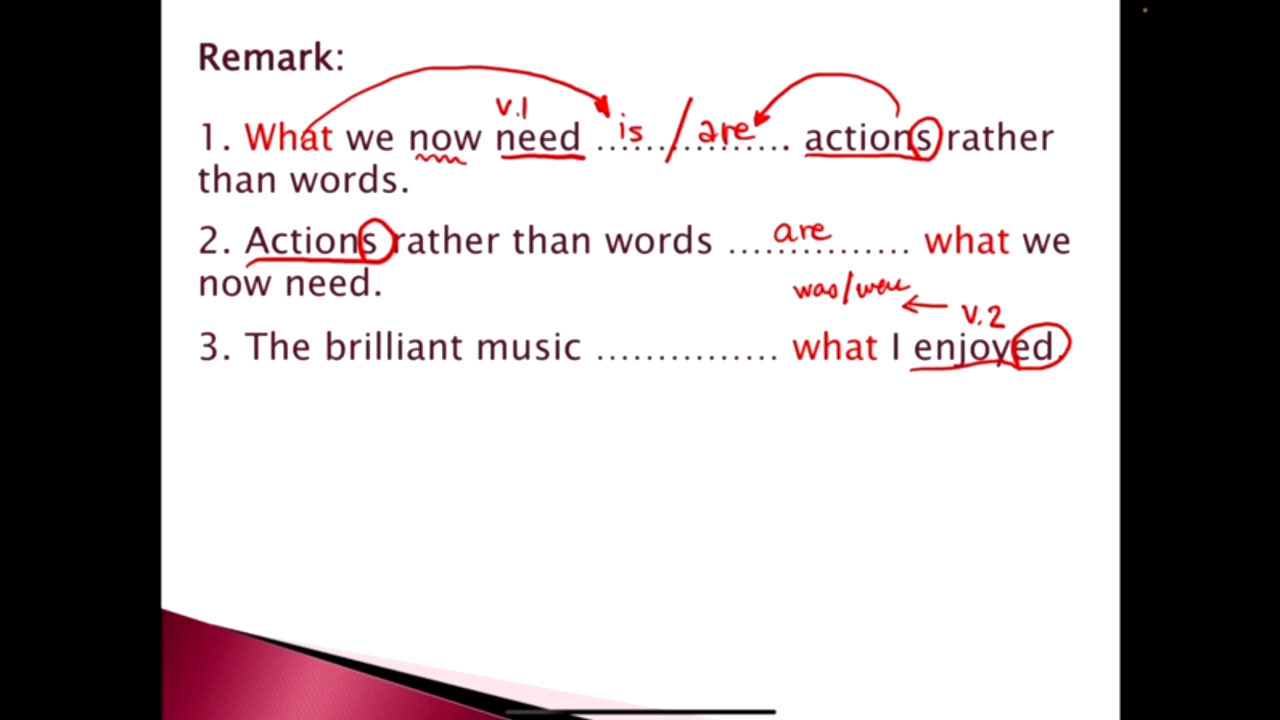 Remark:
v.1
1. What we now need ...is / are... actions rather
than words.
2. Actions rather than words ...are... what we
now need.
was/were
v.2
3. The brilliant music ............... what I enjoyed.